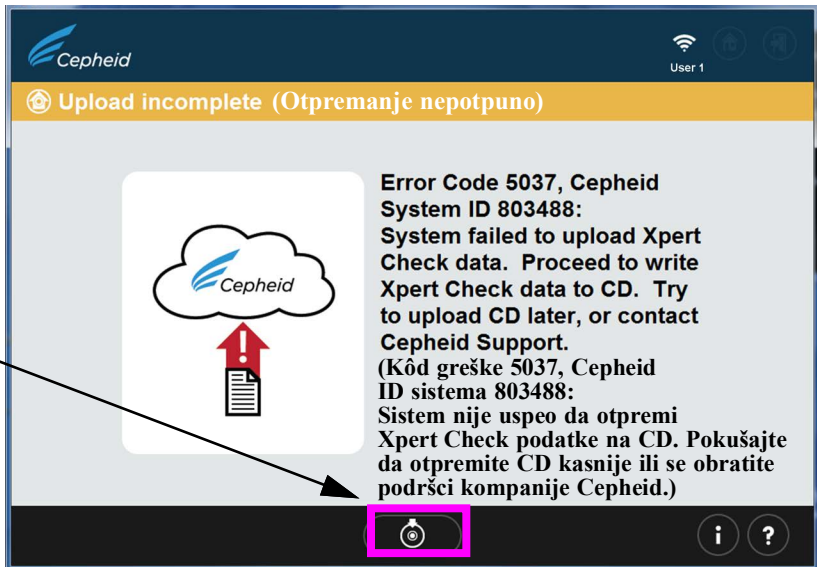 Cepheid
User 1
Upload incomplete (Otpremanje nepotpuno)
Cepheid
Error Code 5037, Cepheid
System ID 803488:
System failed to upload Xpert
Check data. Proceed to write
Xpert Check data to CD. Try
to upload CD later, or contact
Cepheid Support.
(Kôd greške 5037, Cepheid
ID sistema 803488:
Sistem nije uspeo da otpremi
Xpert Check podatke na CD. Pokušajte
da otpremite CD kasnije ili se obratite
podršci kompanije Cepheid.)
i ?